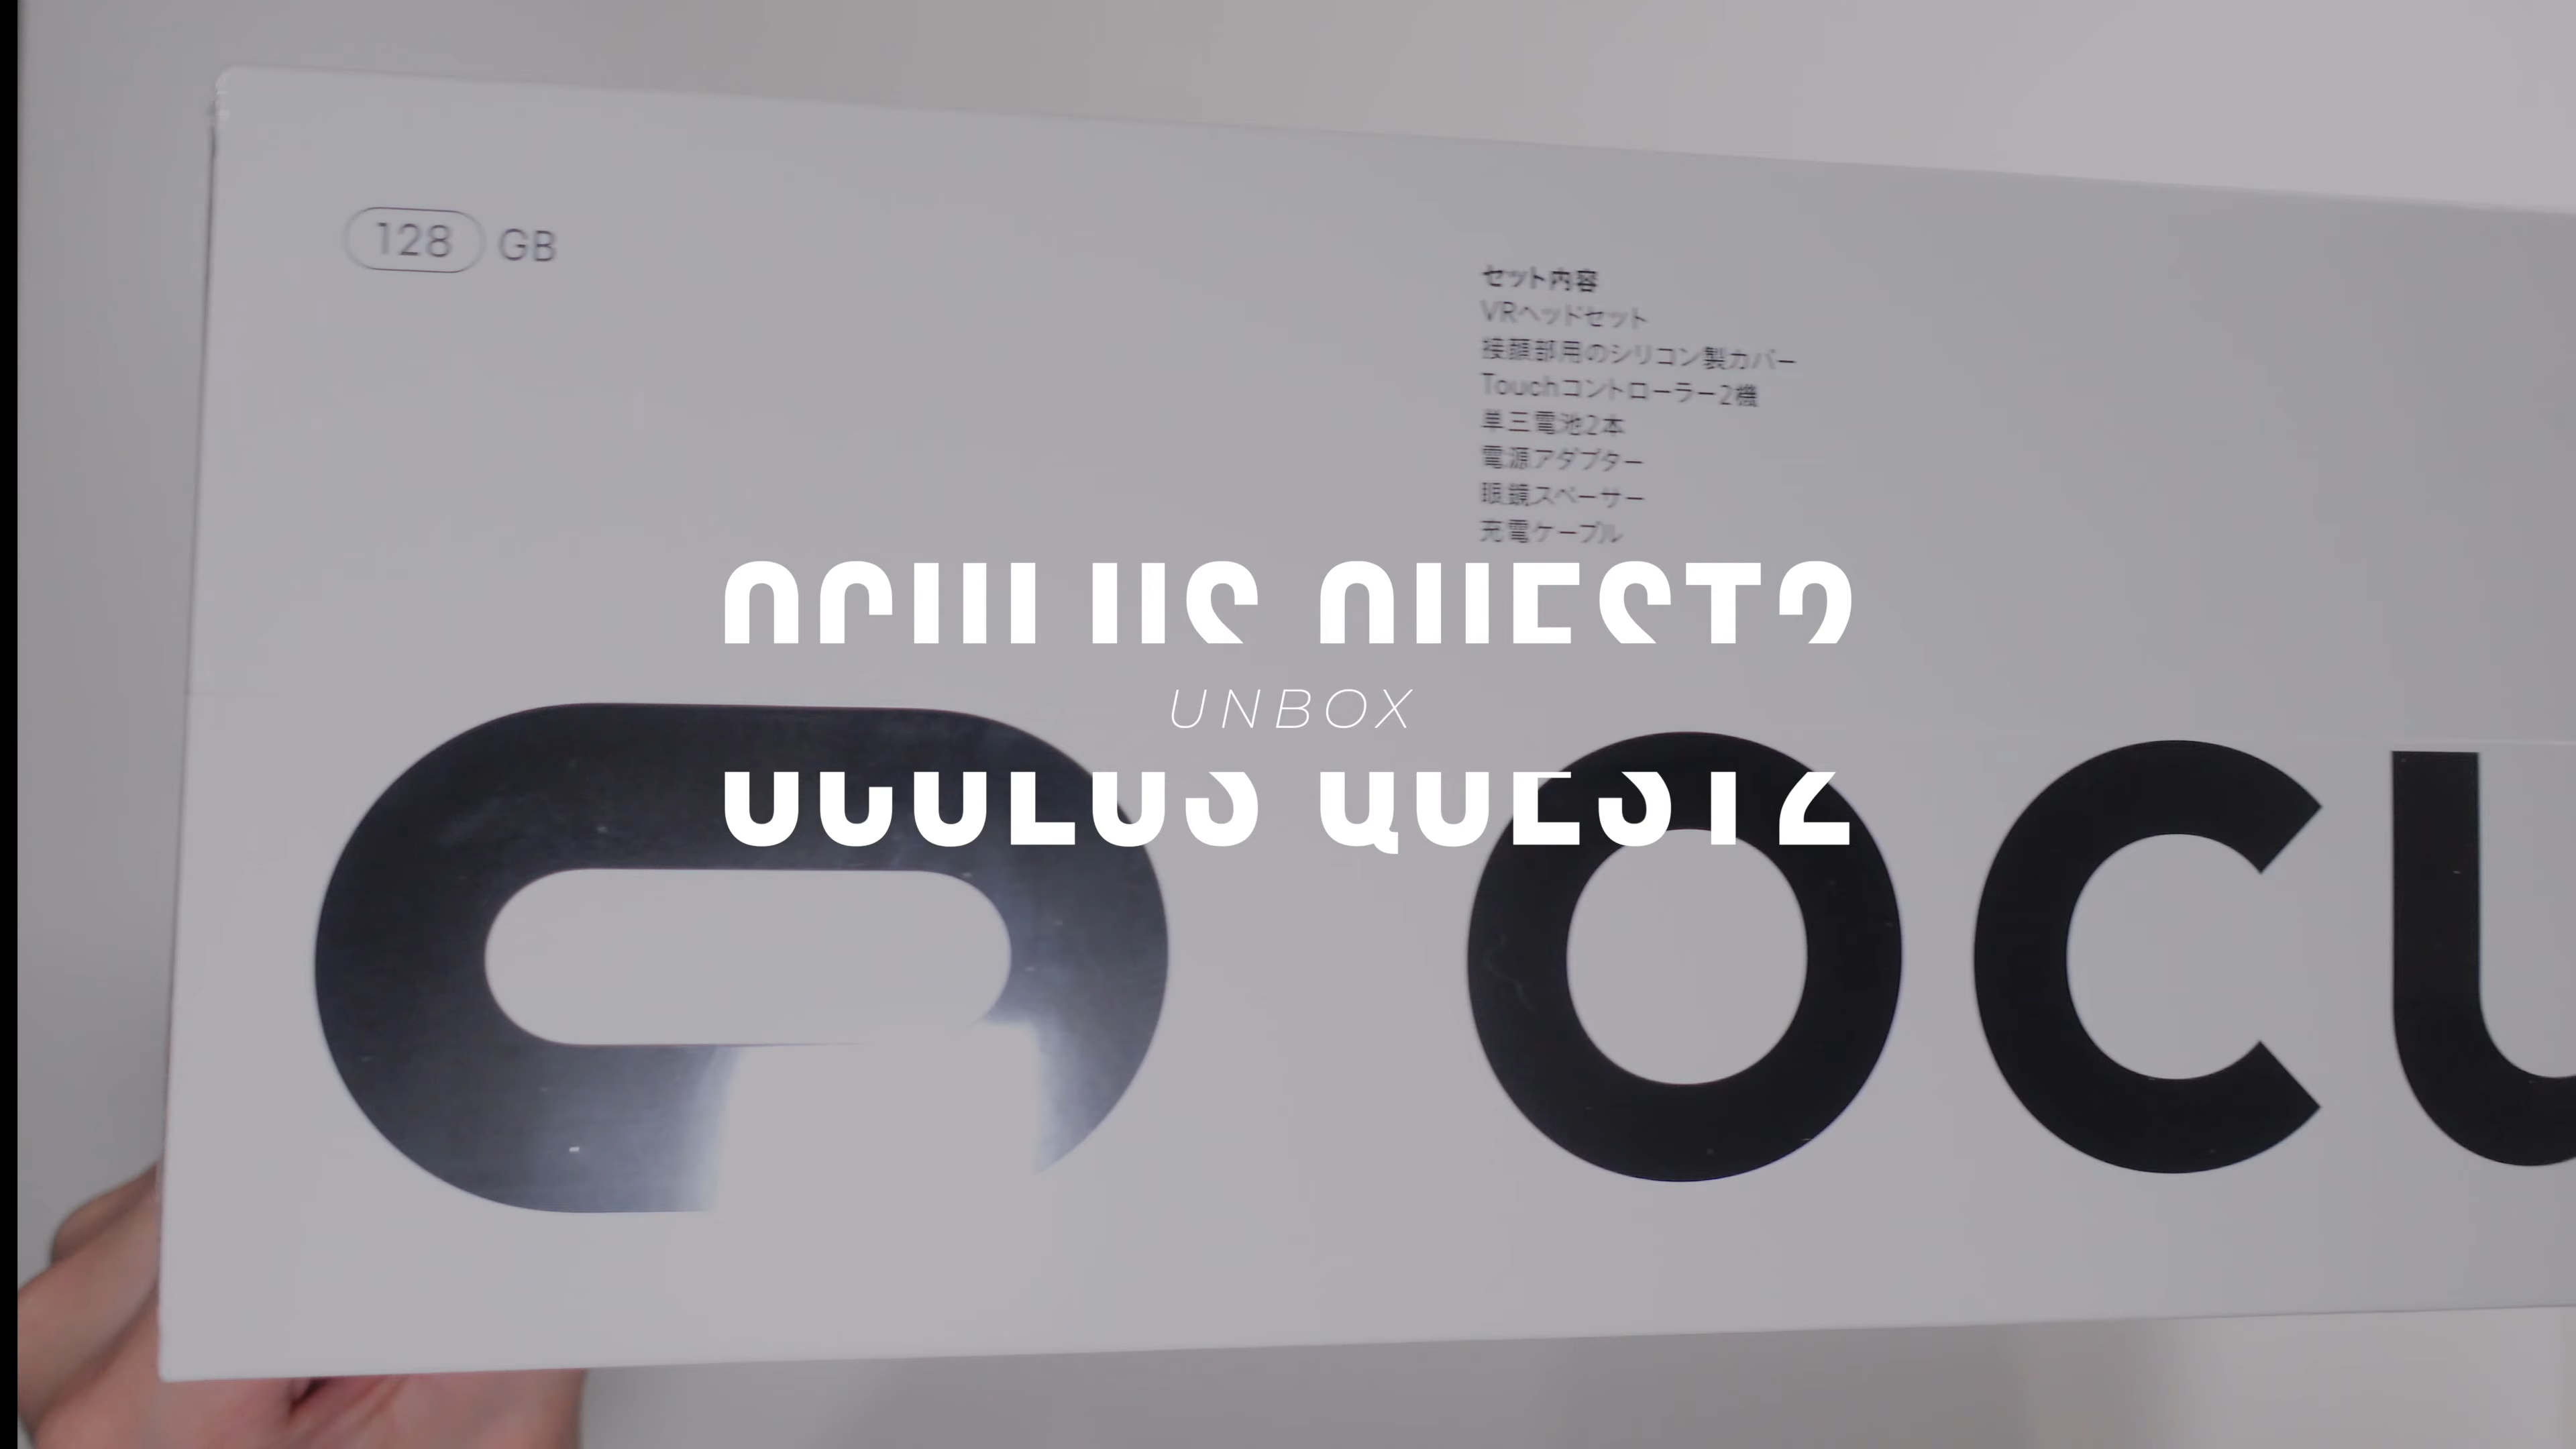 128 GB
セット内容
VRヘッドセット
接顔部用のシリコン製カバー
Touchコントローラー2機
単三電池2本
電源アダプター
眼鏡スペーサー
充電ケーブル
OCULUS QUEST2
UNBOX
OCU